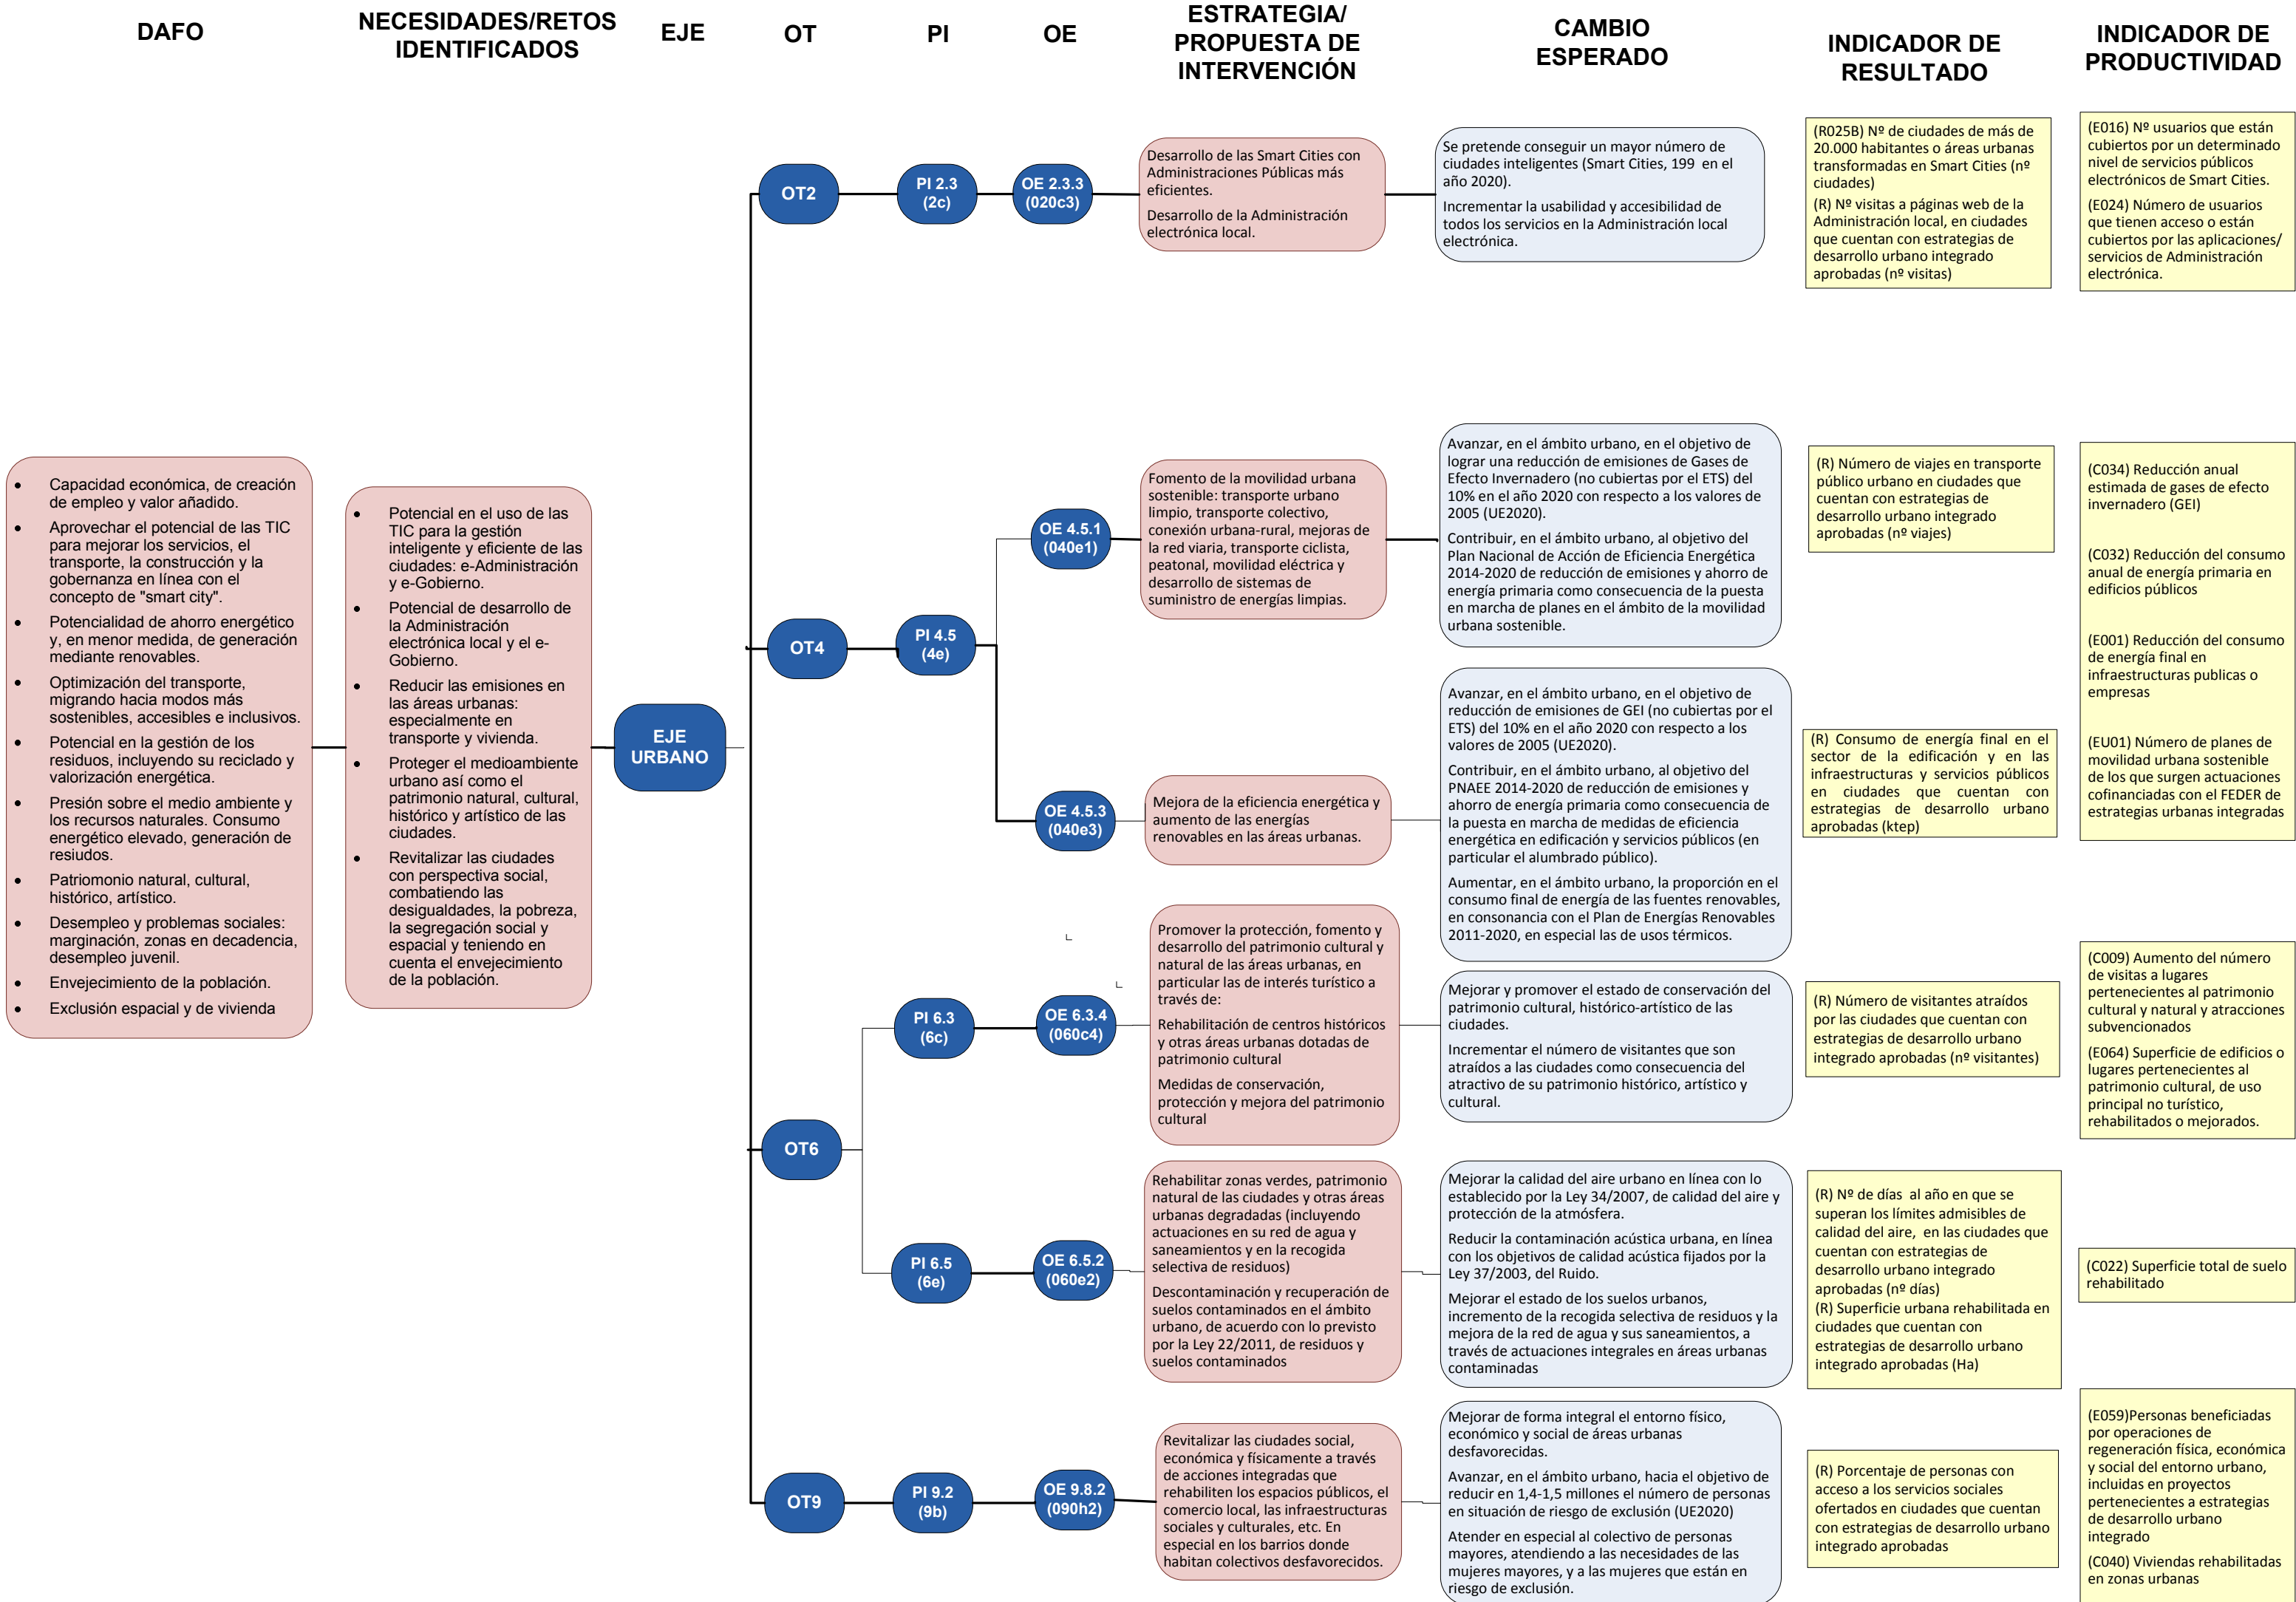 DAFO
NECESIDADES/RETOS
IDENTIFICADOS
EJE
OT
PI
OE
ESTRATEGIA/
PROPUESTA DE
INTERVENCIÓN
CAMBIO
ESPERADO
INDICADOR DE
RESULTADO
INDICADOR DE
PRODUCTIVIDAD
• Capacidad económica, de creación
de empleo y valor añadido.
• Aprovechar el potencial de las TIC
para mejorar los servicios, el
transporte, la construcción y la
gobernanza en línea con el
concepto de "smart city".
• Potencialidad de ahorro energético
y, en menor medida, de generación
mediante renovables.
• Optimización del transporte,
migrando hacia modos más
sostenibles, accesibles e inclusivos.
• Potencial en la gestión de los
residuos, incluyendo su reciclado y
valorización energética.
• Presión sobre el medio ambiente y
los recursos naturales. Consumo
energético elevado, generación de
resiudos.
• Patriomonio natural, cultural,
histórico, artístico.
• Desempleo y problemas sociales:
marginación, zonas en decadencia,
desempleo juvenil.
• Envejecimiento de la población.
• Exclusión espacial y de vivienda
• Potencial en el uso de las
TIC para la gestión
inteligente y eficiente de las
ciudades: e-Administración
y e-Gobierno.
• Potencial de desarrollo de
la Administración
electrónica local y el e-
Gobierno.
• Reducir las emisiones en
las áreas urbanas:
especialmente en
transporte y vivienda.
• Proteger el medioambiente
urbano así como el
patrimonio natural, cultural,
histórico y artístico de las
ciudades.
• Revitalizar las ciudades
con perspectiva social,
combatiendo las
desigualdades, la pobreza,
la segregación social y
espacial y teniendo en
cuenta el envejecimiento
de la población.
EJE
URBANO
OT2
PI 2.3
(2c)
OE 2.3.3
(020c3)
Desarrollo de las Smart Cities con
Administraciones Públicas más
eficientes.
Desarrollo de la Administración
electrónica local.
Se pretende conseguir un mayor número de
ciudades inteligentes (Smart Cities, 199 en el
año 2020).
Incrementar la usabilidad y accesibilidad de
todos los servicios en la Administración local
electrónica.
(R025B) Nº de ciudades de más de
20.000 habitantes o áreas urbanas
transformadas en Smart Cities (nº
ciudades)
(R) Nº visitas a páginas web de la
Administración local, en ciudades
que cuentan con estrategias de
desarrollo urbano integrado
aprobadas (nº visitas)
(E016) Nº usuarios que están
cubiertos por un determinado
nivel de servicios públicos
electrónicos de Smart Cities.
(E024) Número de usuarios
que tienen acceso o están
cubiertos por las aplicaciones/
servicios de Administración
electrónica.
OT4
PI 4.5
(4e)
OE 4.5.1
(040e1)
Fomento de la movilidad urbana
sostenible: transporte urbano
limpio, transporte colectivo,
conexión urbana-rural, mejoras de
la red viaria, transporte ciclista,
peatonal, movilidad eléctrica y
desarrollo de sistemas de
suministro de energías limpias.
Avanzar, en el ámbito urbano, en el objetivo de
lograr una reducción de emisiones de Gases de
Efecto Invernadero (no cubiertas por el ETS) del
10% en el año 2020 con respecto a los valores de
2005 (UE2020).
Contribuir, en el ámbito urbano, al objetivo del
Plan Nacional de Acción de Eficiencia Energética
2014-2020 de reducción de emisiones y ahorro de
energía primaria como consecuencia de la puesta
en marcha de planes en el ámbito de la movilidad
urbana sostenible.
(R) Número de viajes en transporte
público urbano en ciudades que
cuentan con estrategias de
desarrollo urbano integrado
aprobadas (nº viajes)
(C034) Reducción anual
estimada de gases de efecto
invernadero (GEI)
(C032) Reducción del consumo
anual de energía primaria en
edificios públicos
(E001) Reducción del consumo
de energía final en
infraestructuras publicas o
empresas
(EU01) Número de planes de
movilidad urbana sostenible
de los que surgen actuaciones
cofinanciadas con el FEDER de
estrategias urbanas integradas
OE 4.5.3
(040e3)
Mejora de la eficiencia energética y
aumento de las energías
renovables en las áreas urbanas.
Avanzar, en el ámbito urbano, en el objetivo de
reducción de emisiones de GEI (no cubiertas por el
ETS) del 10% en el año 2020 con respecto a los
valores de 2005 (UE2020).
Contribuir, en el ámbito urbano, al objetivo del
PNAEE 2014-2020 de reducción de emisiones y
ahorro de energía primaria como consecuencia de
la puesta en marcha de medidas de eficiencia
energética en edificación y servicios públicos (en
particular el alumbrado público).
Aumentar, en el ámbito urbano, la proporción en el
consumo final de energía de las fuentes renovables,
en consonancia con el Plan de Energías Renovables
2011-2020, en especial las de usos térmicos.
(R) Consumo de energía final en el
sector de la edificación y en las
infraestructuras y servicios públicos
en ciudades que cuentan con
estrategias de desarrollo urbano
aprobadas (ktep)
OT6
PI 6.3
(6c)
OE 6.3.4
(060c4)
Promover la protección, fomento y
desarrollo del patrimonio cultural y
natural de las áreas urbanas, en
particular las de interés turístico a
través de:
Rehabilitación de centros históricos
y otras áreas urbanas dotadas de
patrimonio cultural
Medidas de conservación,
protección y mejora del patrimonio
cultural
Mejorar y promover el estado de conservación del
patrimonio cultural, histórico-artístico de las
ciudades.
Incrementar el número de visitantes que son
atraídos a las ciudades como consecuencia del
atractivo de su patrimonio histórico, artístico y
cultural.
(R) Número de visitantes atraídos
por las ciudades que cuentan con
estrategias de desarrollo urbano
integrado aprobadas (nº visitantes)
(C009) Aumento del número
de visitas a lugares
pertenecientes al patrimonio
cultural y natural y atracciones
subvencionados
(E064) Superficie de edificios o
lugares pertenecientes al
patrimonio cultural, de uso
principal no turístico,
rehabilitados o mejorados.
PI 6.5
(6e)
OE 6.5.2
(060e2)
Rehabilitar zonas verdes, patrimonio
natural de las ciudades y otras áreas
urbanas degradadas (incluyendo
actuaciones en su red de agua y
saneamientos y en la recogida
selectiva de residuos)
Descontaminación y recuperación de
suelos contaminados en el ámbito
urbano, de acuerdo con lo previsto
por la Ley 22/2011, de residuos y
suelos contaminados
Mejorar la calidad del aire urbano en línea con lo
establecido por la Ley 34/2007, de calidad del aire y
protección de la atmósfera.
Reducir la contaminación acústica urbana, en línea
con los objetivos de calidad acústica fijados por la
Ley 37/2003, del Ruido.
Mejorar el estado de los suelos urbanos,
incremento de la recogida selectiva de residuos y la
mejora de la red de agua y sus saneamientos, a
través de actuaciones integrales en áreas urbanas
contaminadas
(R) Nº de días al año en que se
superan los límites admisibles de
calidad del aire, en las ciudades que
cuentan con estrategias de
desarrollo urbano integrado
aprobadas (nº días)
(R) Superficie urbana rehabilitada en
ciudades que cuentan con
estrategias de desarrollo urbano
integrado aprobadas (Ha)
(C022) Superficie total de suelo
rehabilitado
OT9
PI 9.2
(9b)
OE 9.8.2
(090h2)
Revitalizar las ciudades social,
económica y físicamente a través
de acciones integradas que
rehabiliten los espacios públicos, el
comercio local, las infraestructuras
sociales y culturales, etc. En
especial en los barrios donde
habitan colectivos desfavorecidos.
Mejorar de forma integral el entorno físico,
económico y social de áreas urbanas
desfavorecidas.
Avanzar, en el ámbito urbano, hacia el objetivo de
reducir en 1,4-1,5 millones el número de personas
en situación de riesgo de exclusión (UE2020)
Atender en especial al colectivo de personas
mayores, atendiendo a las necesidades de las
mujeres mayores, y a las mujeres que están en
riesgo de exclusión.
(R) Porcentaje de personas con
acceso a los servicios sociales
ofertados en ciudades que cuentan
con estrategias de desarrollo urbano
integrado aprobadas
(E059)Personas beneficiadas
por operaciones de
regeneración física, económica
y social del entorno urbano,
incluidas en proyectos
pertenecientes a estrategias
de desarrollo urbano
integrado
(C040) Viviendas rehabilitadas
en zonas urbanas